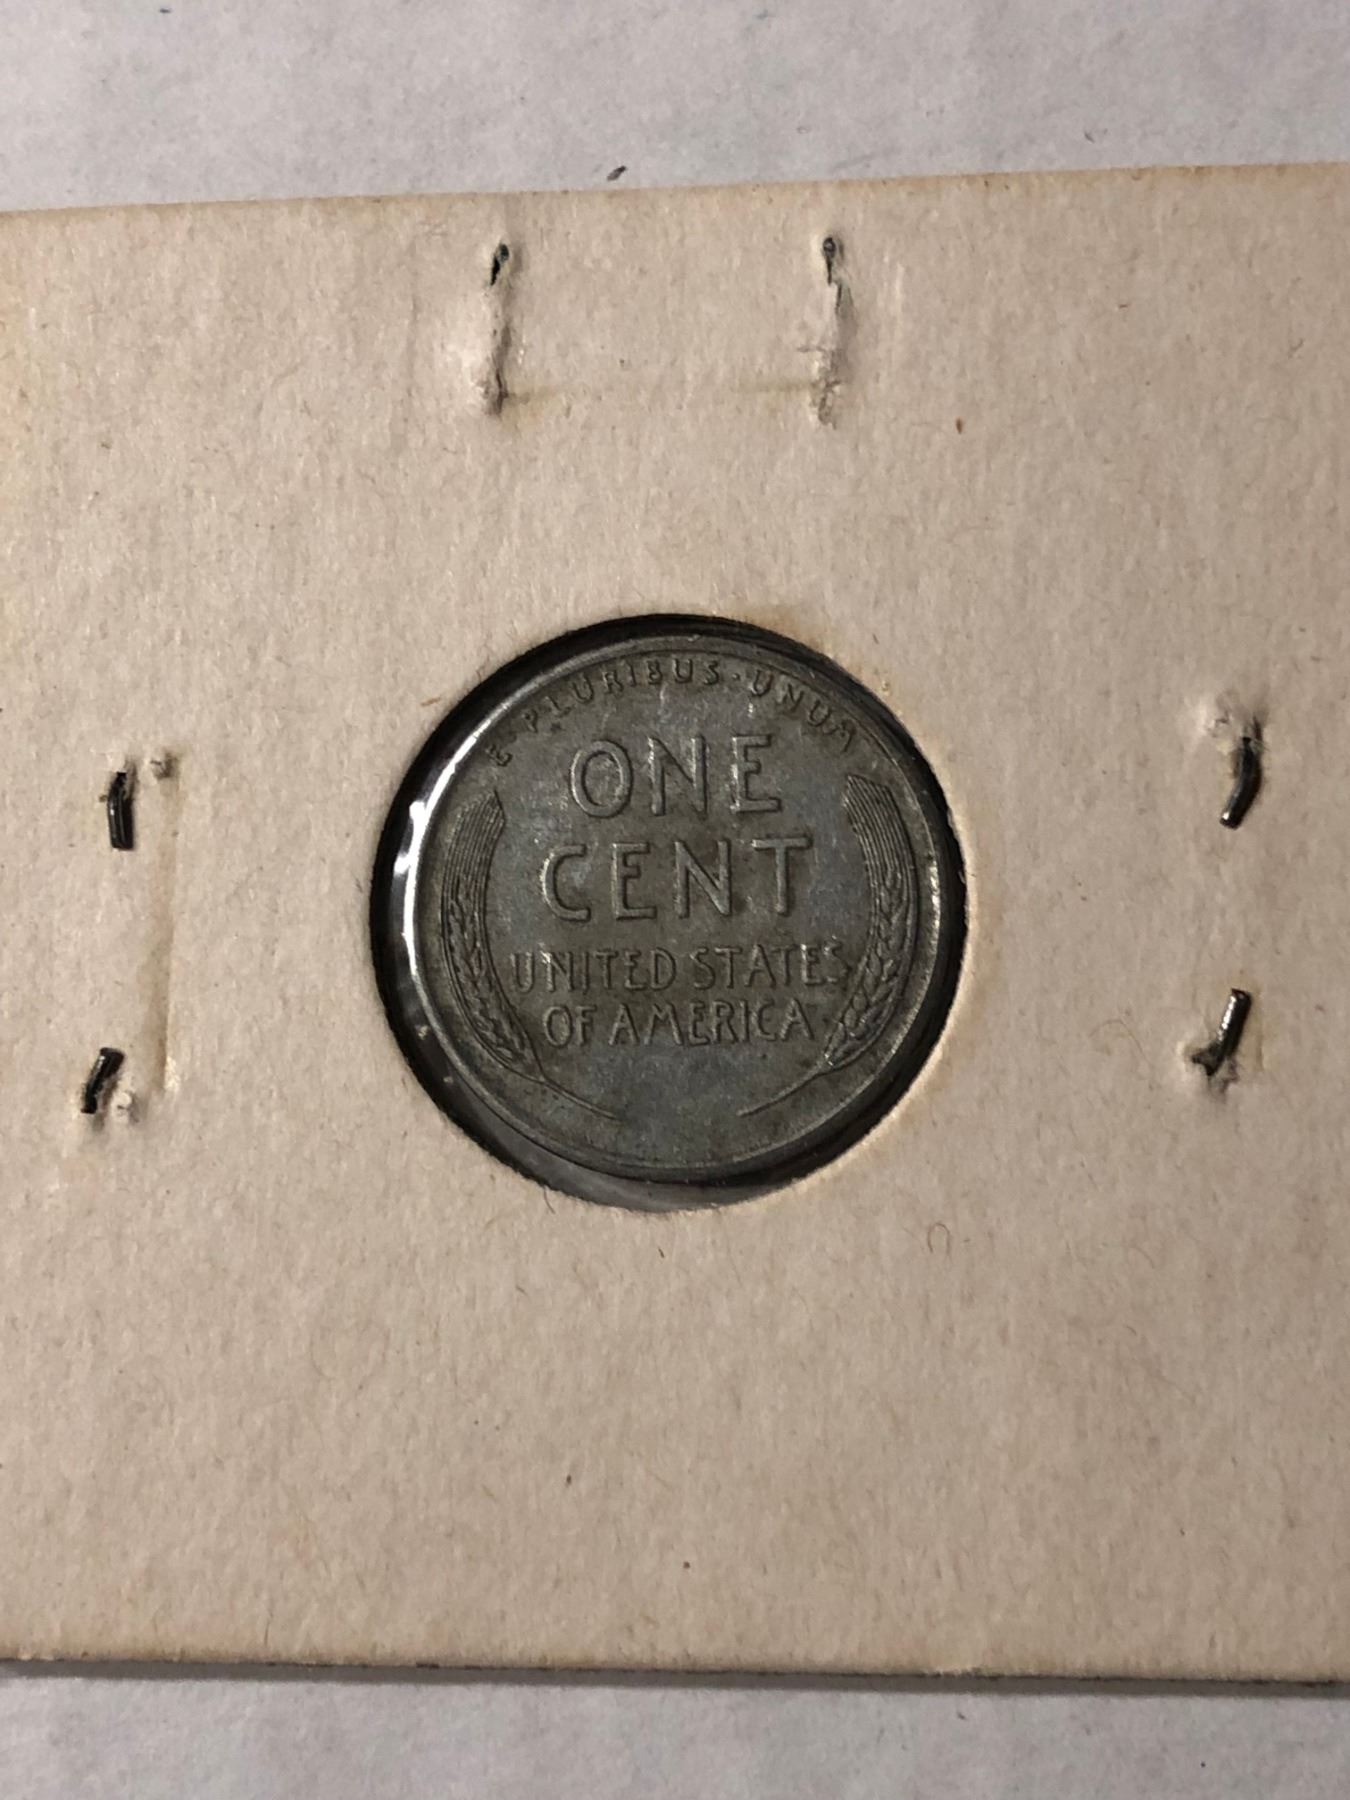 E·PLURIBUS·UNUM
ONE
CENT
UNITED STATES
OF AMERICA